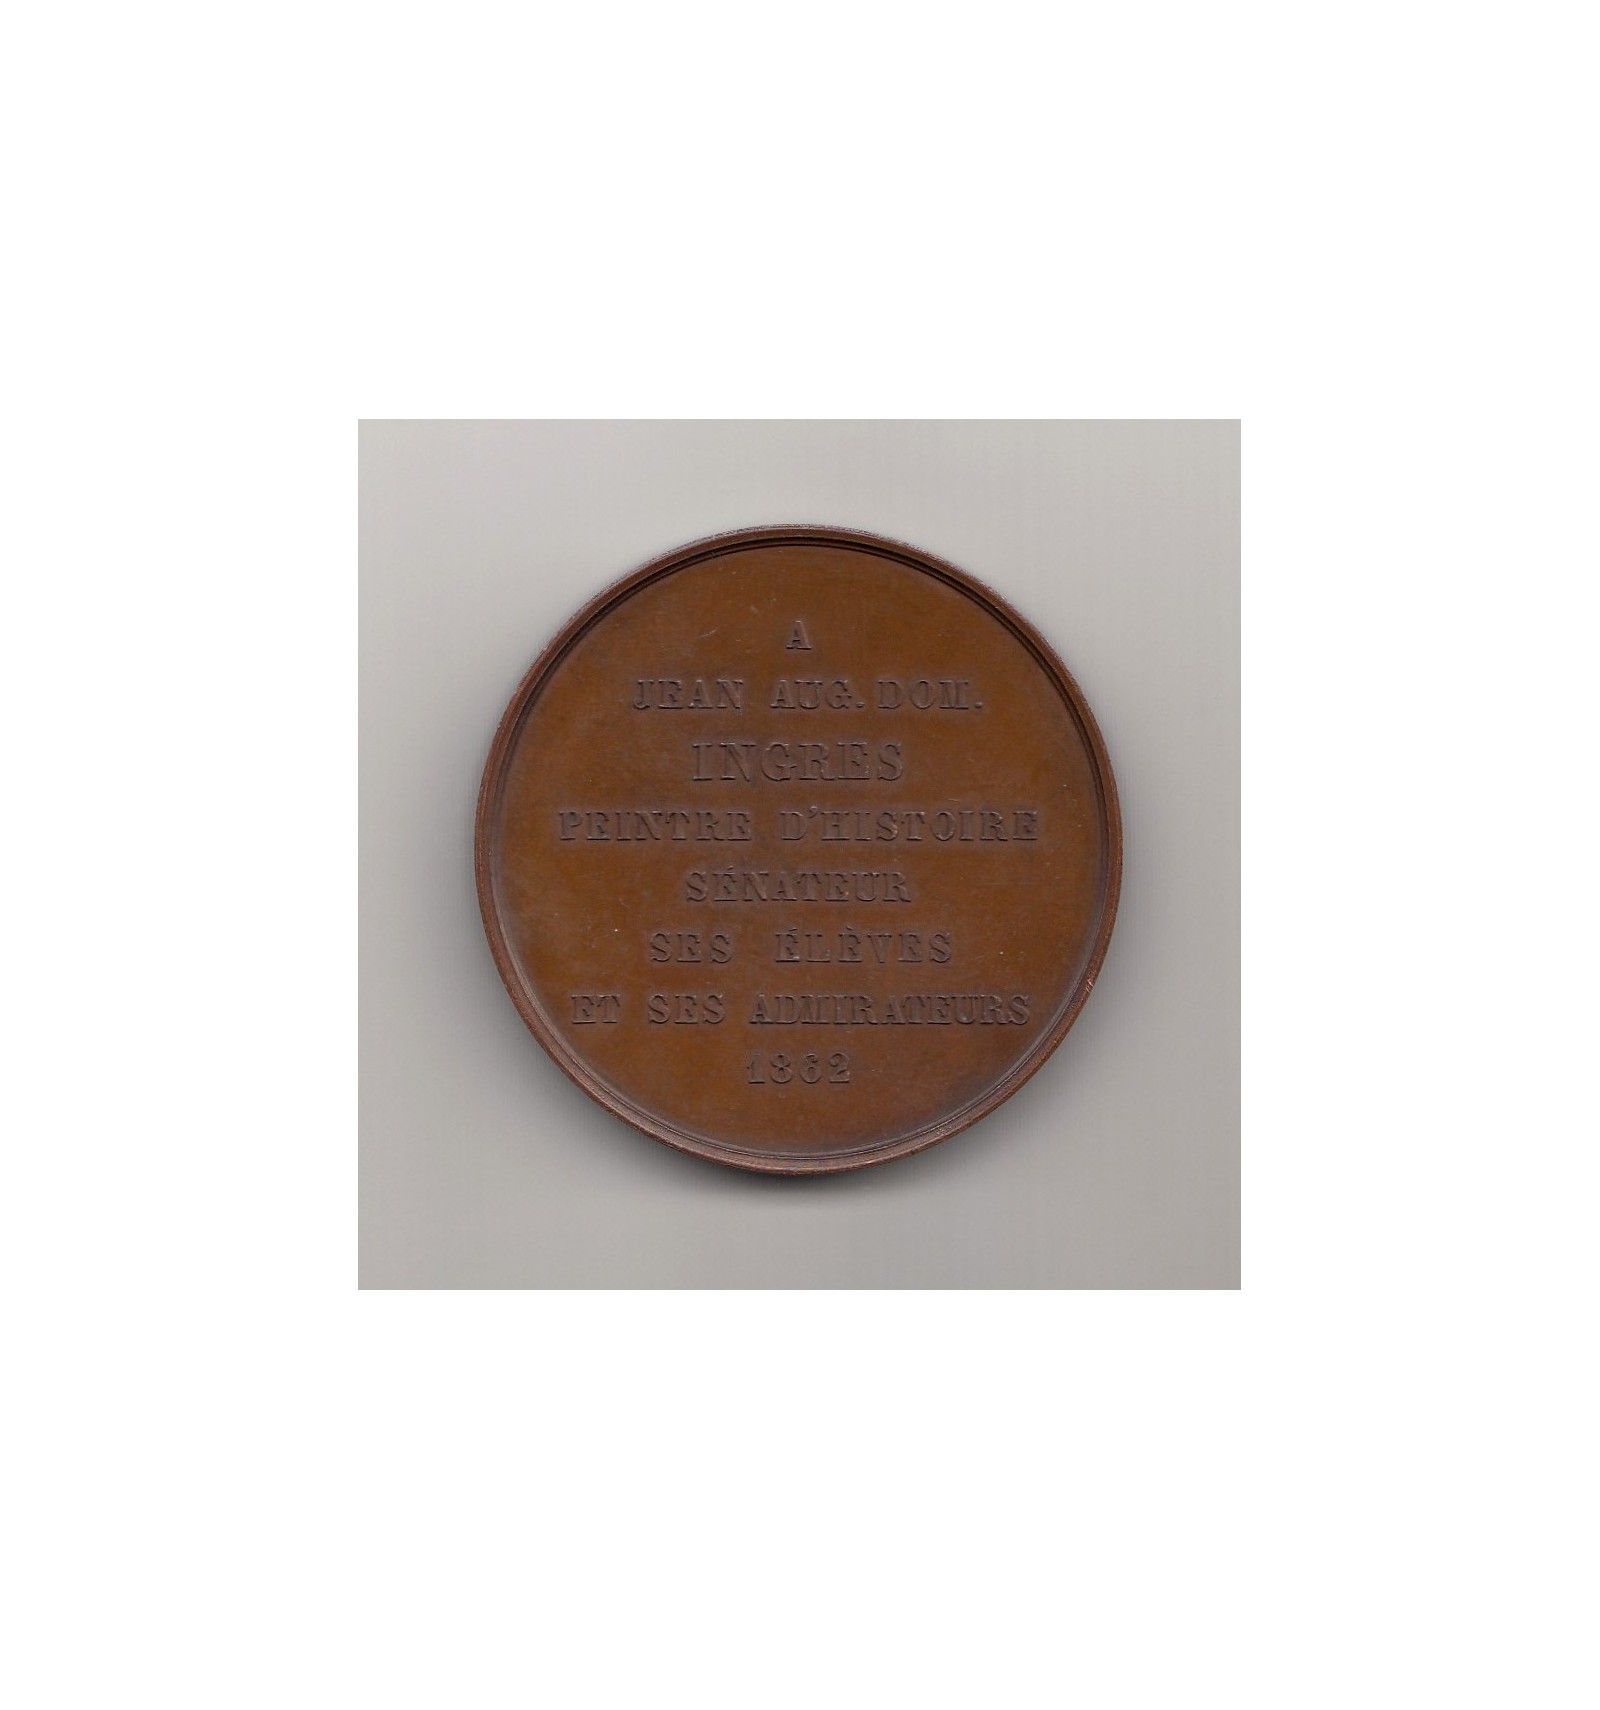 A
JEAN AUG. DOM.
INGRES
PEINTRE D'HISTOIRE
SÉNATEUR
SES ÉLÈVES
ET SES ADMIRATEURS
1862